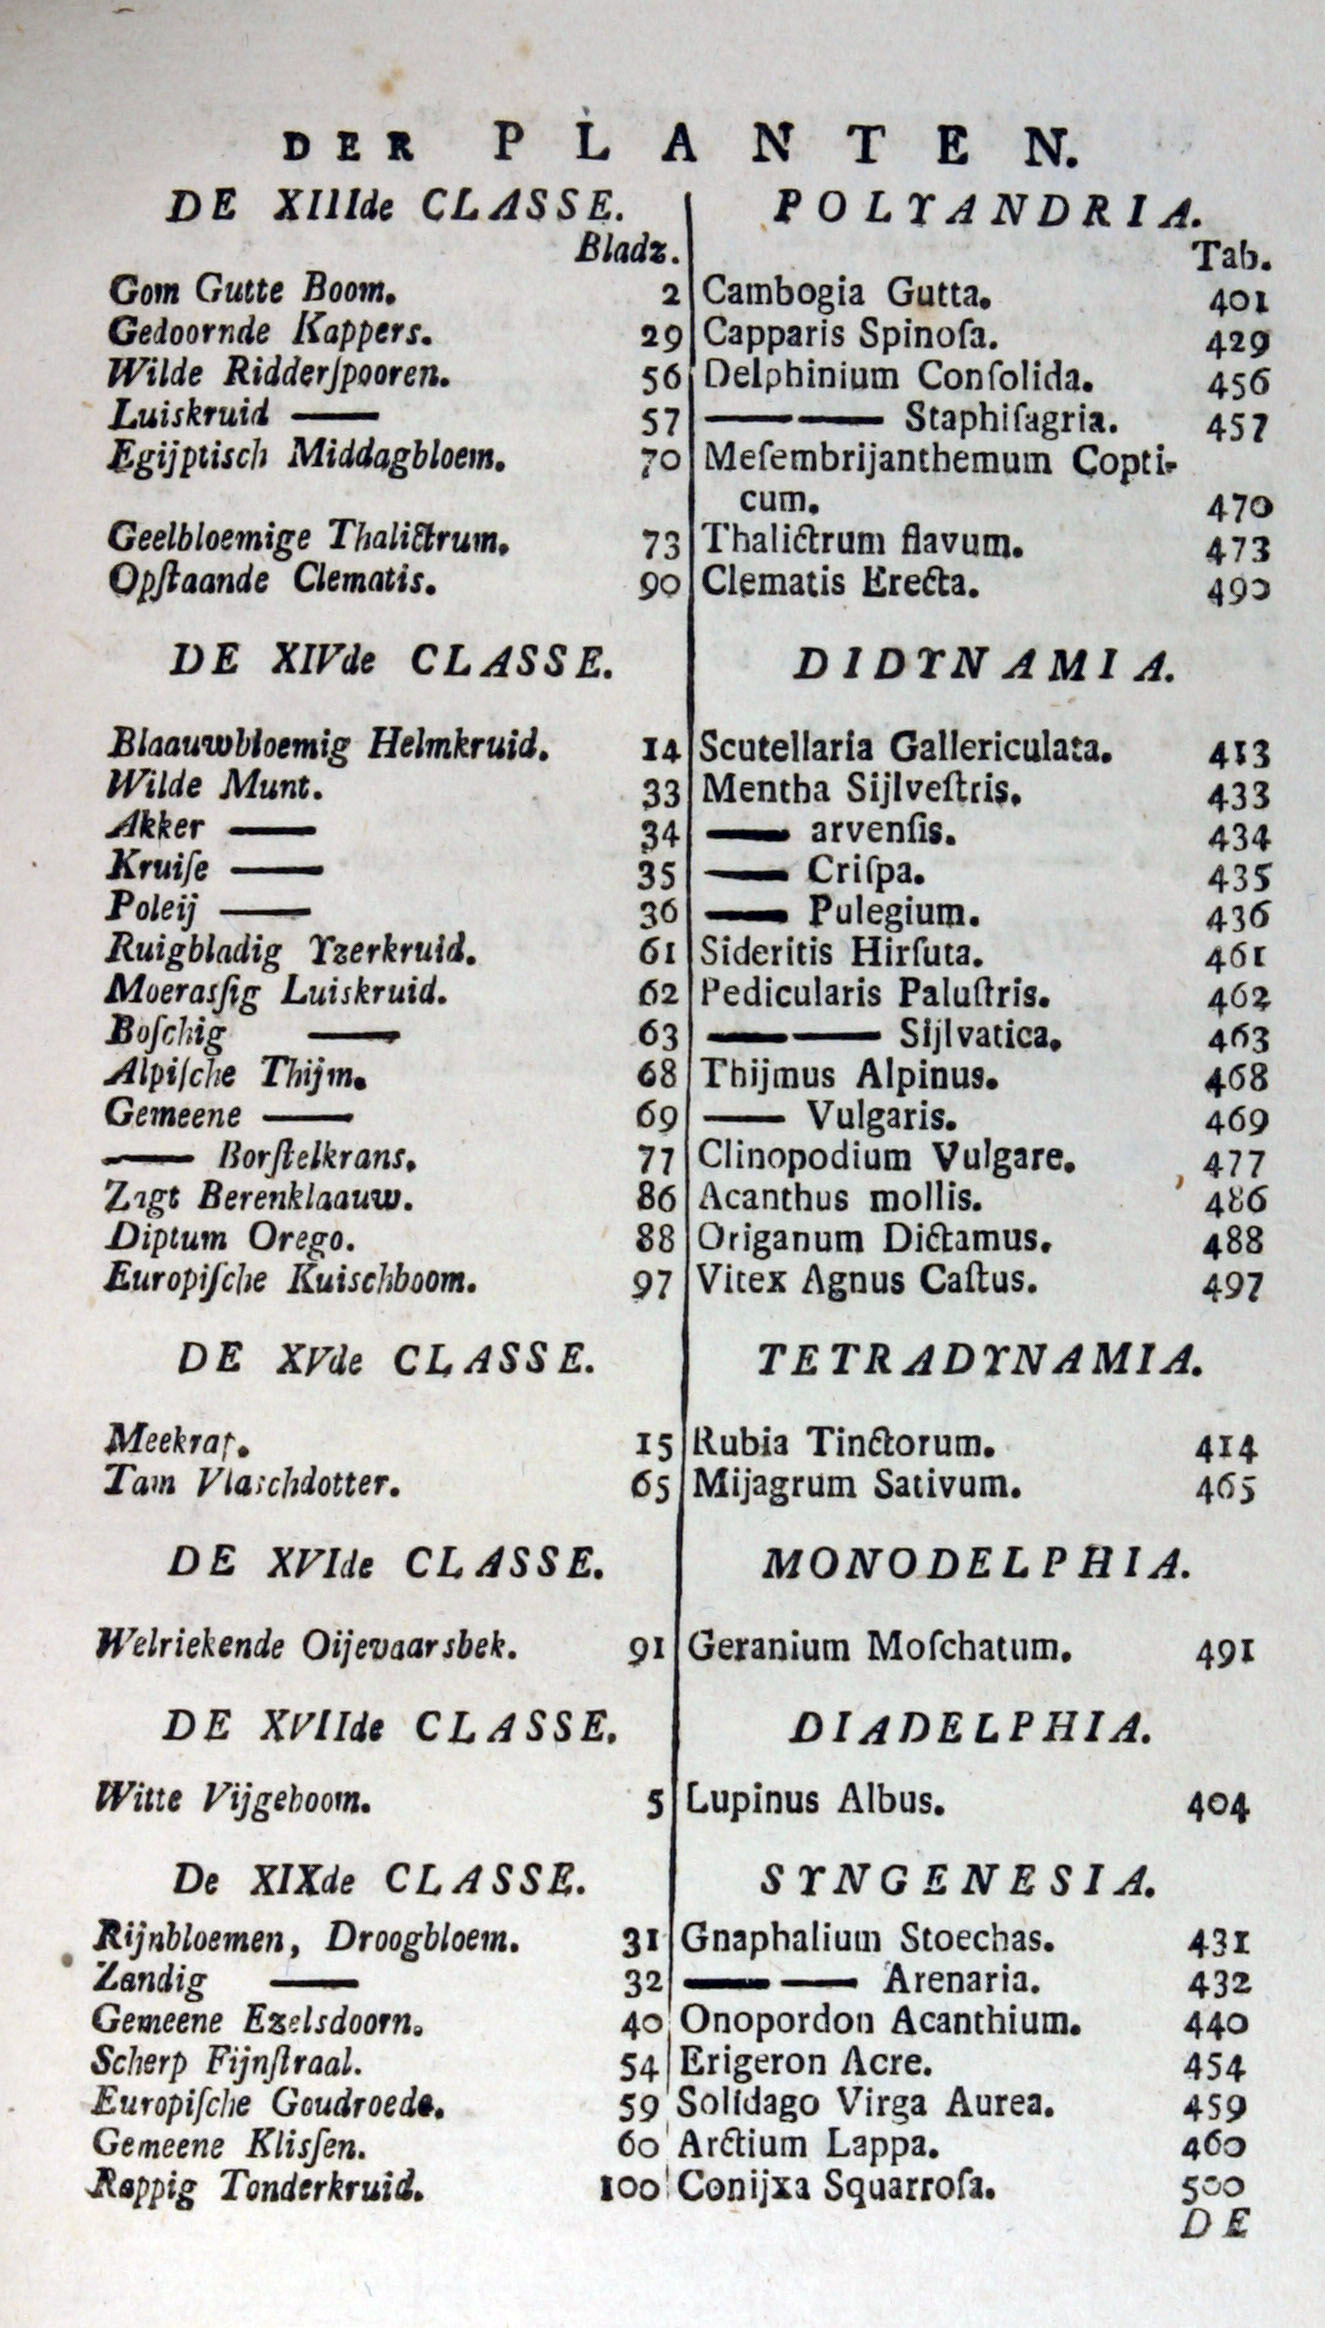 DER PLANTEN.
DE XIIIde CLASSE. POLYANDRIA.
Bladz. Tab.
Gom Gutte Boom. 2 Cambogia Gutta. 401
Gedoornde Kappers. 29 Capparis Spinoſa. 429
Wilde Ridderſpooren. 56 Delphinium Conſolida. 456
Luiskruid —— 57 —— —— Staphiſagria. 457
Egijptisch Middagbloem. 70 Meſembrijanthemum Copti-
cum. 470
Geelbloemige Thalictrum. 73 Thalictrum flavum. 473
Opſtaande Clematis. 90 Clematis Erecta. 490
DE XIVde CLASSE. DIDYNAMIA.
Blaauwbloemig Helmkruid. 14 Scutellaria Gallericulata. 413
Wilde Munt. 33 Mentha Sijlveſtris. 433
Akker —— 34 —— arvenſis. 434
Kruiſe —— 35 —— Criſpa. 435
Poleij —— 36 —— Pulegium. 436
Ruigbladig Yzerkruid. 61 Sideritis Hirſuta. 461
Moerasſig Luiskruid. 62 Pedicularis Paluſtris. 462
Boſchig —— 63 —— —— Sijlvatica. 463
Alpiſche Thijm. 68 Thijmus Alpinus. 468
Gemeene —— 69 —— Vulgaris. 469
—— Borſtelkrans. 77 Clinopodium Vulgare. 477
Zagt Berenklaauw. 86 Acanthus mollis. 486
Diptum Orego. 88 Origanum Dictamus. 488
Europiſche Kuischboom. 97 Vitex Agnus Caſtus. 497
DE XVde CLASSE. TETRADYNAMIA.
Meekrap. 15 Rubia Tinctorum. 414
Tam Vlaschdotter. 65 Mijagrum Sativum. 465
DE XVIde CLASSE. MONODELPHIA.
Welriekende Oijevaarsbek. 91 Geranium Moſchatum. 491
DE XVIIde CLASSE. DIADELPHIA.
Witte Vijgeboom. 5 Lupinus Albus. 404
De XIXde CLASSE. SYNGENESIA.
Rijnbloemen, Droogbloem. 31 Gnaphalium Stoechas. 431
Zandig —— 32 —— —— Arenaria. 432
Gemeene Ezelsdoorn. 40 Onopordon Acanthium. 440
Scherp Fijnſtraal. 54 Erigeron Acre. 454
Europiſche Goudroede. 59 Solidago Virga Aurea. 459
Gemeene Klisſen. 60 Arctium Lappa. 460
Rappig Tonderkruid. 100 Conijxa Squarroſa. 500
DE